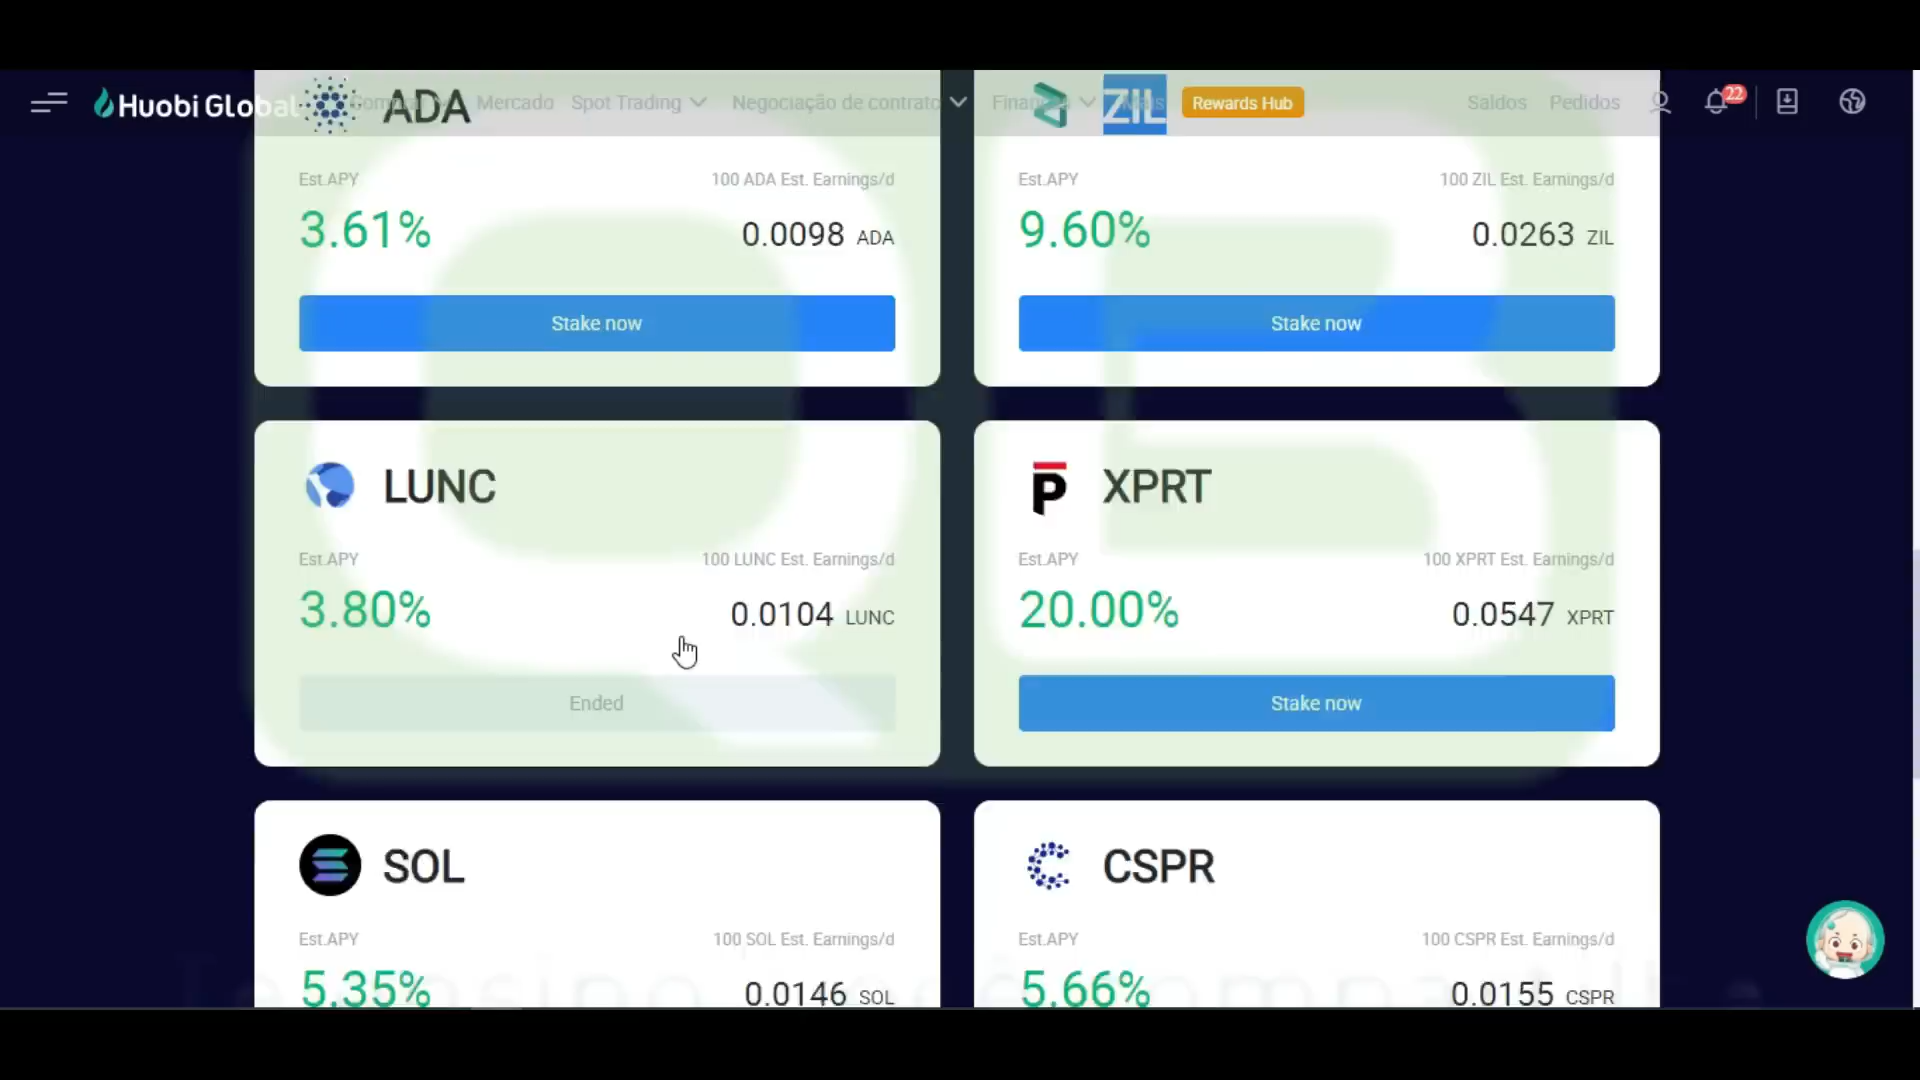 Huobi Global
ADA
Mercado
Spot Trading
Negociação de contrato
ZIL
Rewards Hub
Saldos
Pedidos
22
Est.APY
100 ADA Est. Earnings/d
3.61%
0.0098 ADA
Stake now
Est.APY
100 ZIL Est. Earnings/d
9.60%
0.0263 ZIL
Stake now
LUNC
Est.APY
100 LUNC Est. Earnings/d
3.80%
0.0104 LUNC
Ended
XPRT
Est.APY
100 XPRT Est. Earnings/d
20.00%
0.0547 XPRT
Stake now
SOL
Est.APY
100 SOL Est. Earnings/d
5.35%
0.0146 SOL
CSPR
Est.APY
100 CSPR Est. Earnings/d
5.66%
0.0155 CSPR